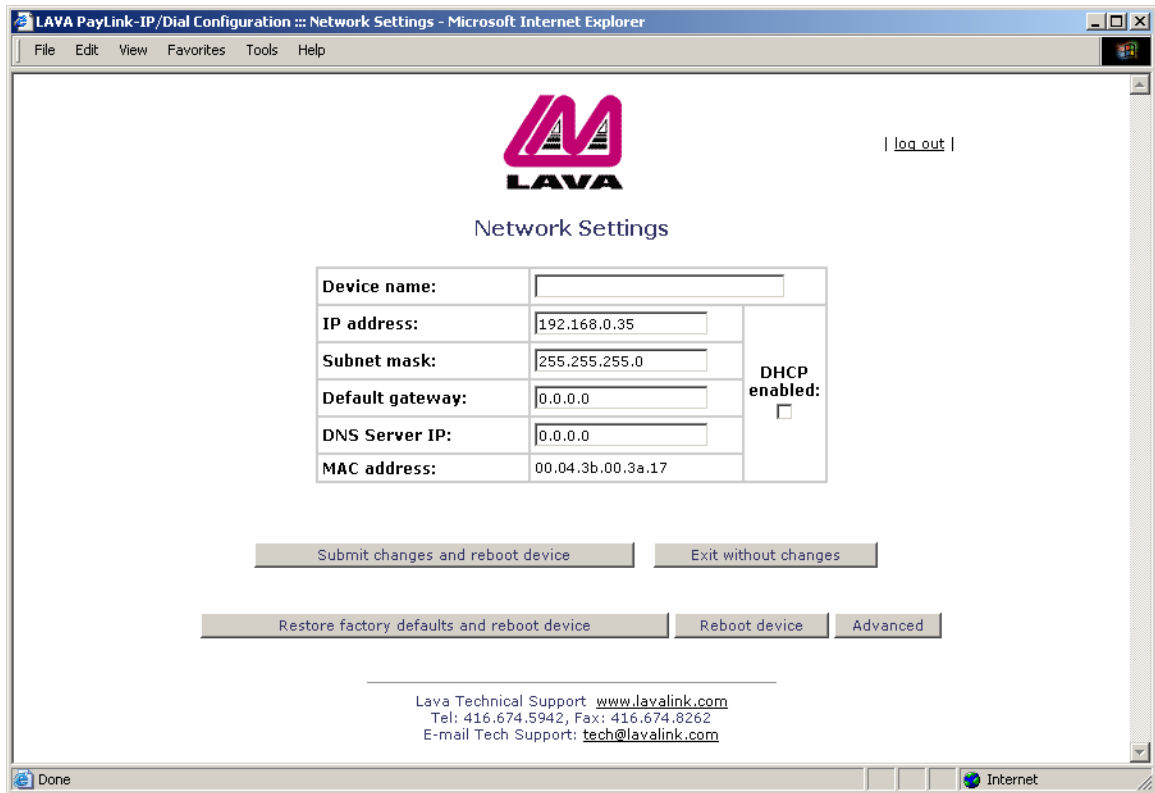 LAVA PayLink-IP/Dial Configuration ::: Network Settings - Microsoft Internet Explorer
File Edit View Favorites Tools Help
LAVA
| log out |
Network Settings
Device name:
IP address: 192.168.0.35
Subnet mask: 255.255.255.0
Default gateway: 0.0.0.0
DNS Server IP: 0.0.0.0
MAC address: 00.04.3b.00.3a.17
DHCP
enabled:
Submit changes and reboot device Exit without changes
Restore factory defaults and reboot device Reboot device Advanced
Lava Technical Support www.lavalink.com
Tel: 416.674.5942, Fax: 416.674.8262
E-mail Tech Support: tech@lavalink.com
Done Internet